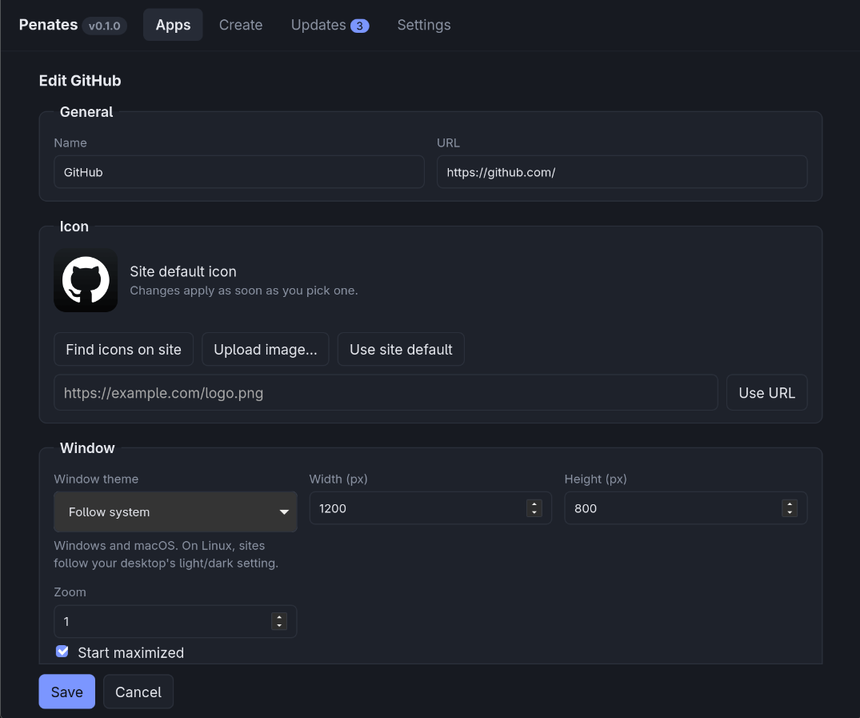 Penates v0.1.0 Apps Create Updates 3 Settings
Edit GitHub
General
Name URL
GitHub https://github.com/
Icon
Site default icon
Changes apply as soon as you pick one.
Find icons on site Upload image... Use site default
https://example.com/logo.png Use URL
Window
Window theme Width (px) Height (px)
Follow system 1200 800
Windows and macOS. On Linux, sites
follow your desktop's light/dark setting.
Zoom
1
Start maximized
Save Cancel